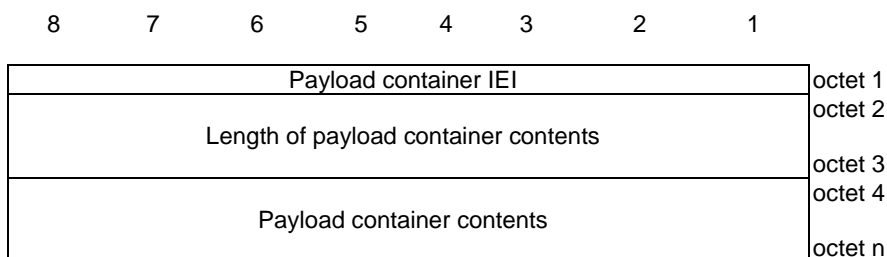 8 7 6 5 4 3 2 1
Payload container IEI octet 1
octet 2
Length of payload container contents
octet 3
octet 4
Payload container contents
octet n